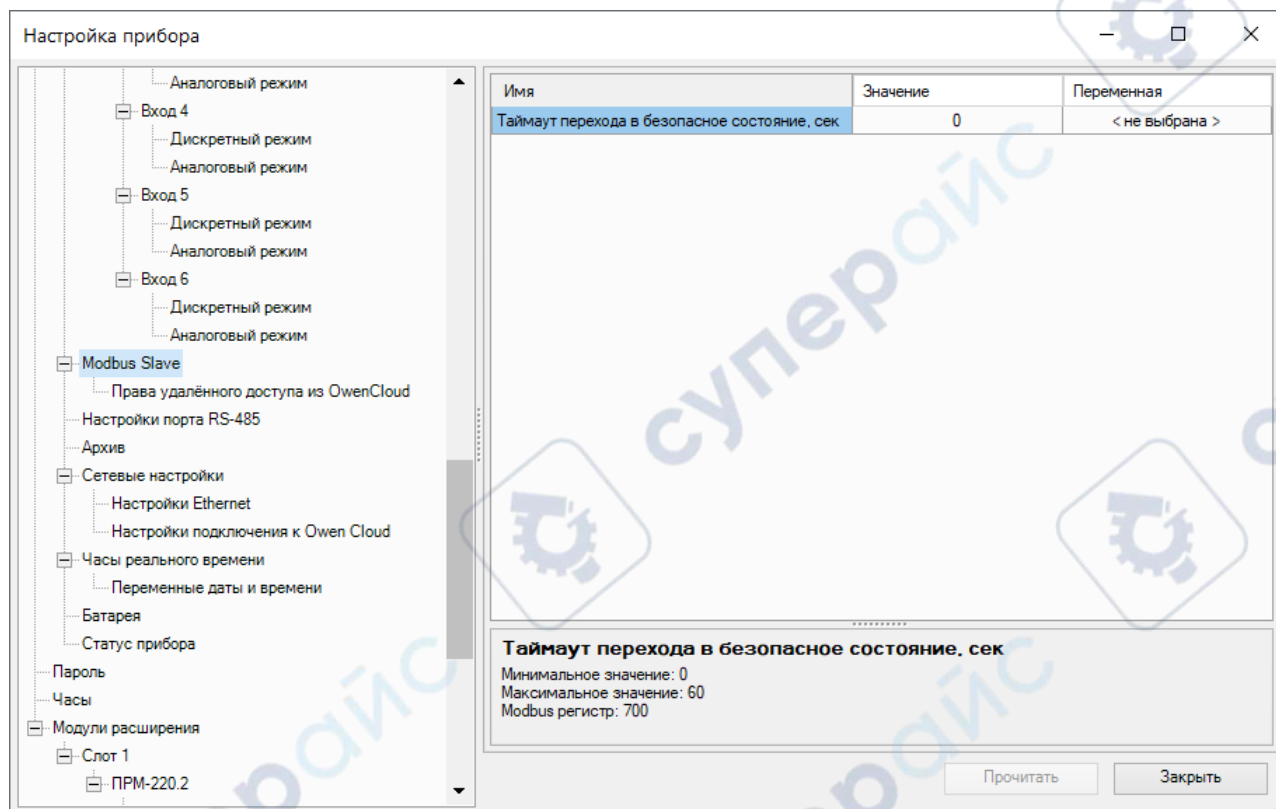 Настройка прибора
Аналоговый режим
Вход 4
Дискретный режим
Аналоговый режим
Вход 5
Дискретный режим
Аналоговый режим
Вход 6
Дискретный режим
Аналоговый режим
Modbus Slave
Права удалённого доступа из OwenCloud
Настройки порта RS-485
Архив
Сетевые настройки
Настройки Ethernet
Настройки подключения к Owen Cloud
Часы реального времени
Переменные даты и времени
Батарея
Статус прибора
Пароль
Часы
Модули расширения
Слот 1
ПРМ-220.2
Имя Значение Переменная
Таймаут перехода в безопасное состояние, сек 0 < не выбрана >
Таймаут перехода в безопасное состояние, сек
Минимальное значение: 0
Максимальное значение: 60
Modbus регистр: 700
Прочитать Закрыть
суперайс